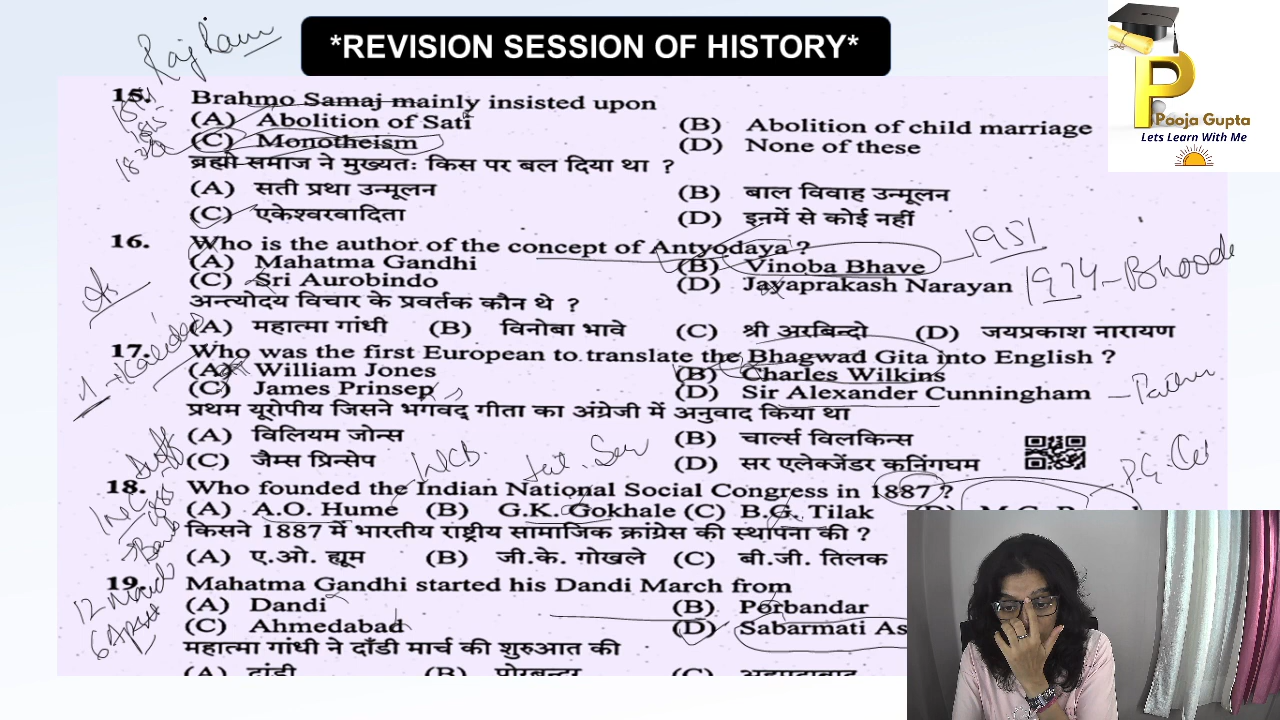 *REVISION SESSION OF HISTORY*
Pooja Gupta
Lets Learn With Me
15. Brahmo Samaj mainly insisted upon
(A) Abolition of Sati (B) Abolition of child marriage
(C) Monotheism (D) None of these
ब्रह्मो समाज ने मुख्यतः किस पर बल दिया था ?
(A) सती प्रथा उन्मूलन (B) बाल विवाह उन्मूलन
(C) एकेश्वरवादिता (D) इनमें से कोई नहीं
16. Who is the author of the concept of Antyodaya ?
1951
(A) Mahatma Gandhi (B) Vinoba Bhave
(C) Sri Aurobindo (D) Jayaprakash Narayan
1974
अन्त्योदय विचार के प्रवर्तक कौन थे ?
(A) महात्मा गांधी (B) विनोबा भावे (C) श्री अरबिन्दो (D) जयप्रकाश नारायण
17. Who was the first European to translate the Bhagwad Gita into English ?
(A) William Jones (B) Charles Wilkins
(C) James Prinsep (D) Sir Alexander Cunningham
प्रथम यूरोपीय जिसने भगवद् गीता का अंग्रेजी में अनुवाद किया था
(A) विलियम जोन्स (B) चार्ल्स विलकिन्स
(C) जैम्स प्रिन्सेप (D) सर एलेक्जेंडर कनिंगघम
18. Who founded the Indian National Social Congress in 1887 ?
(A) A.O. Hume (B) G.K. Gokhale (C) B.G. Tilak
किसने 1887 में भारतीय राष्ट्रीय सामाजिक क्रांग्रेस की स्थापना की ?
(A) ए.ओ. ह्यूम (B) जी.के. गोखले (C) बी.जी. तिलक
19. Mahatma Gandhi started his Dandi March from
12 March
(A) Dandi (B) Porbandar
6 April
(C) Ahmedabad (D) Sabarmati As
महात्मा गांधी ने दाँडी मार्च की शुरुआत की
(A) दांडी (B) पोरबन्दर (C) अहमदाबाद